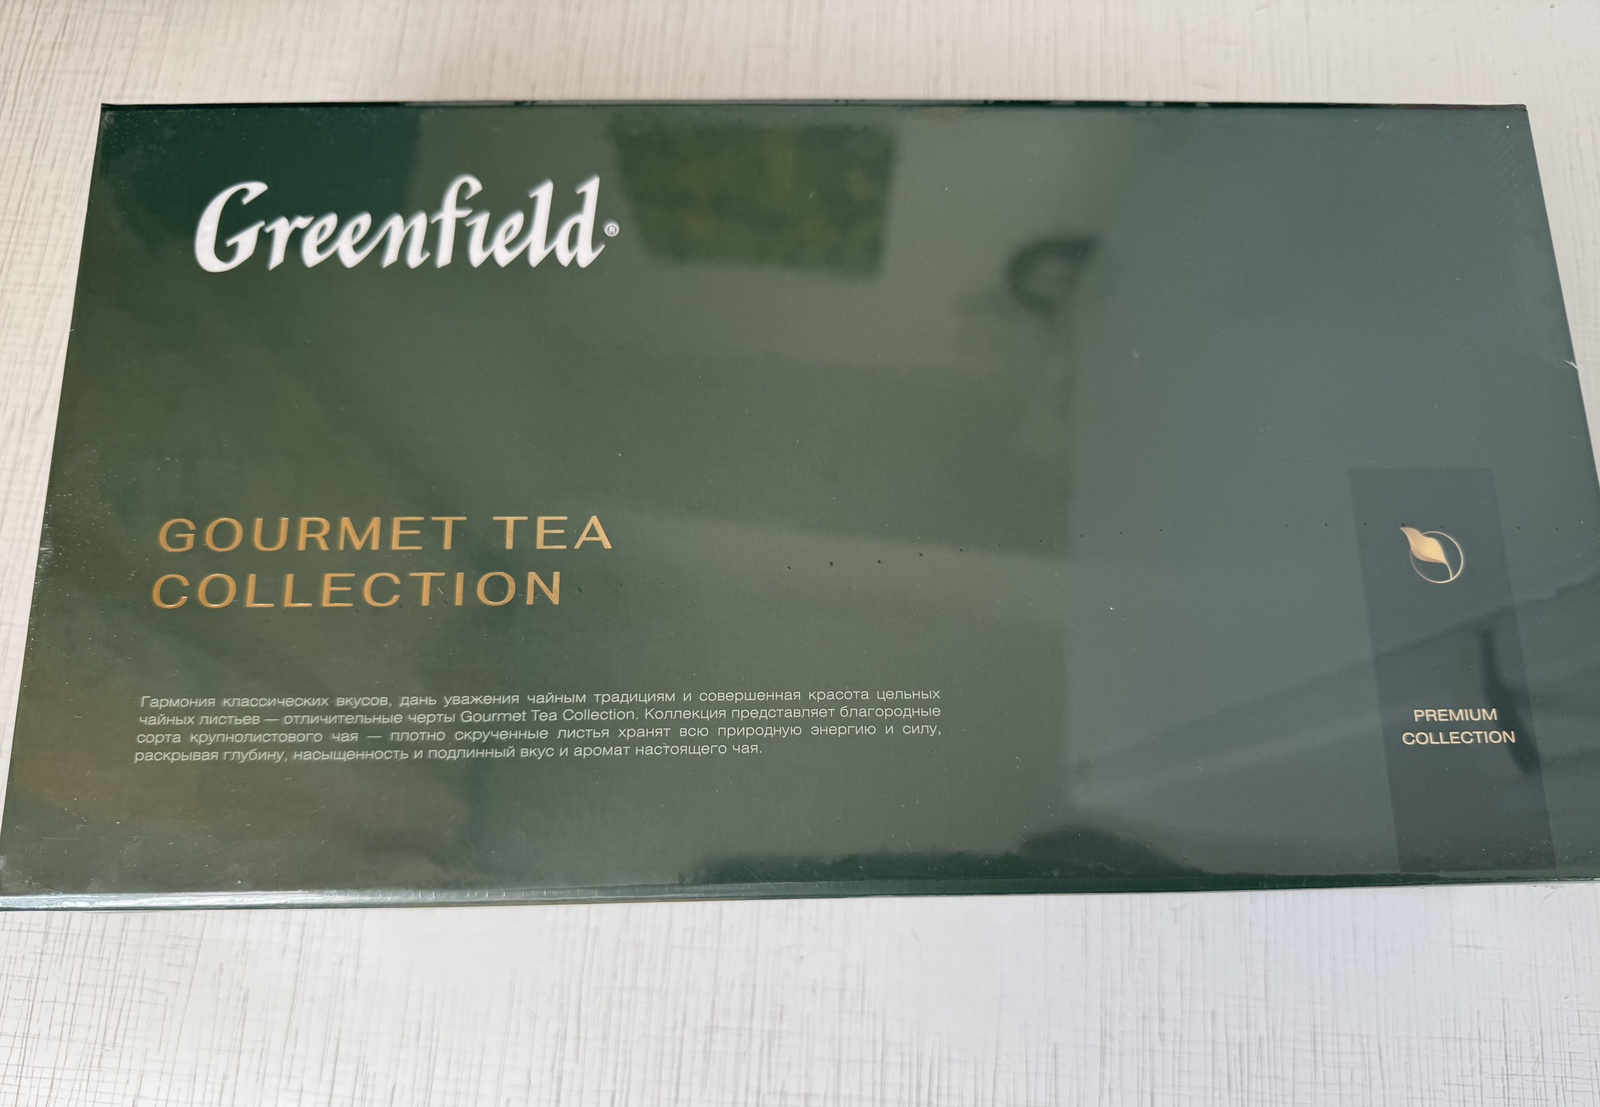 Greenfield®
GOURMET TEA
COLLECTION
Гармония классических вкусов, дань уважения чайным традициям и совершенная красота цельных
чайных листьев — отличительные черты Gourmet Tea Collection. Коллекция представляет благородные
сорта крупнолистового чая — плотно скрученные листья хранят всю природную энергию и силу,
раскрывая глубину, насыщенность и подлинный вкус и аромат настоящего чая.
PREMIUM
COLLECTION